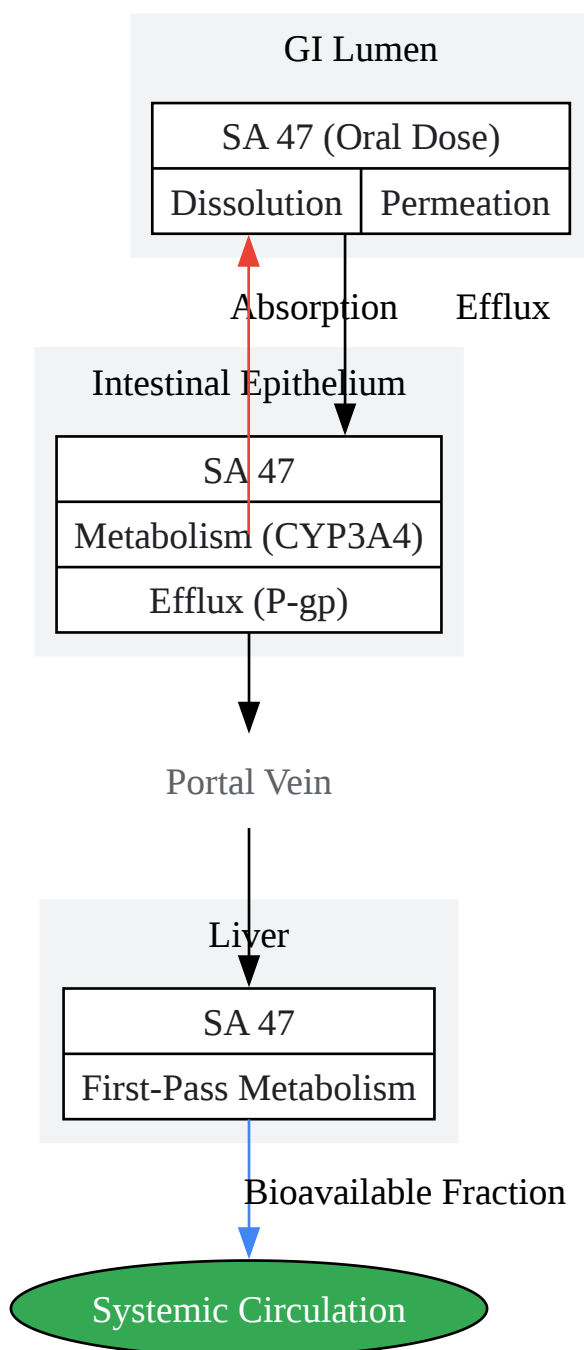 GI Lumen
SA 47 (Oral Dose)
Dissolution Permeation
Absorption Efflux
Intestinal Epithelium
SA 47
Metabolism (CYP3A4)
Efflux (P-gp)
Portal Vein
Liver
SA 47
First-Pass Metabolism
Bioavailable Fraction
Systemic Circulation